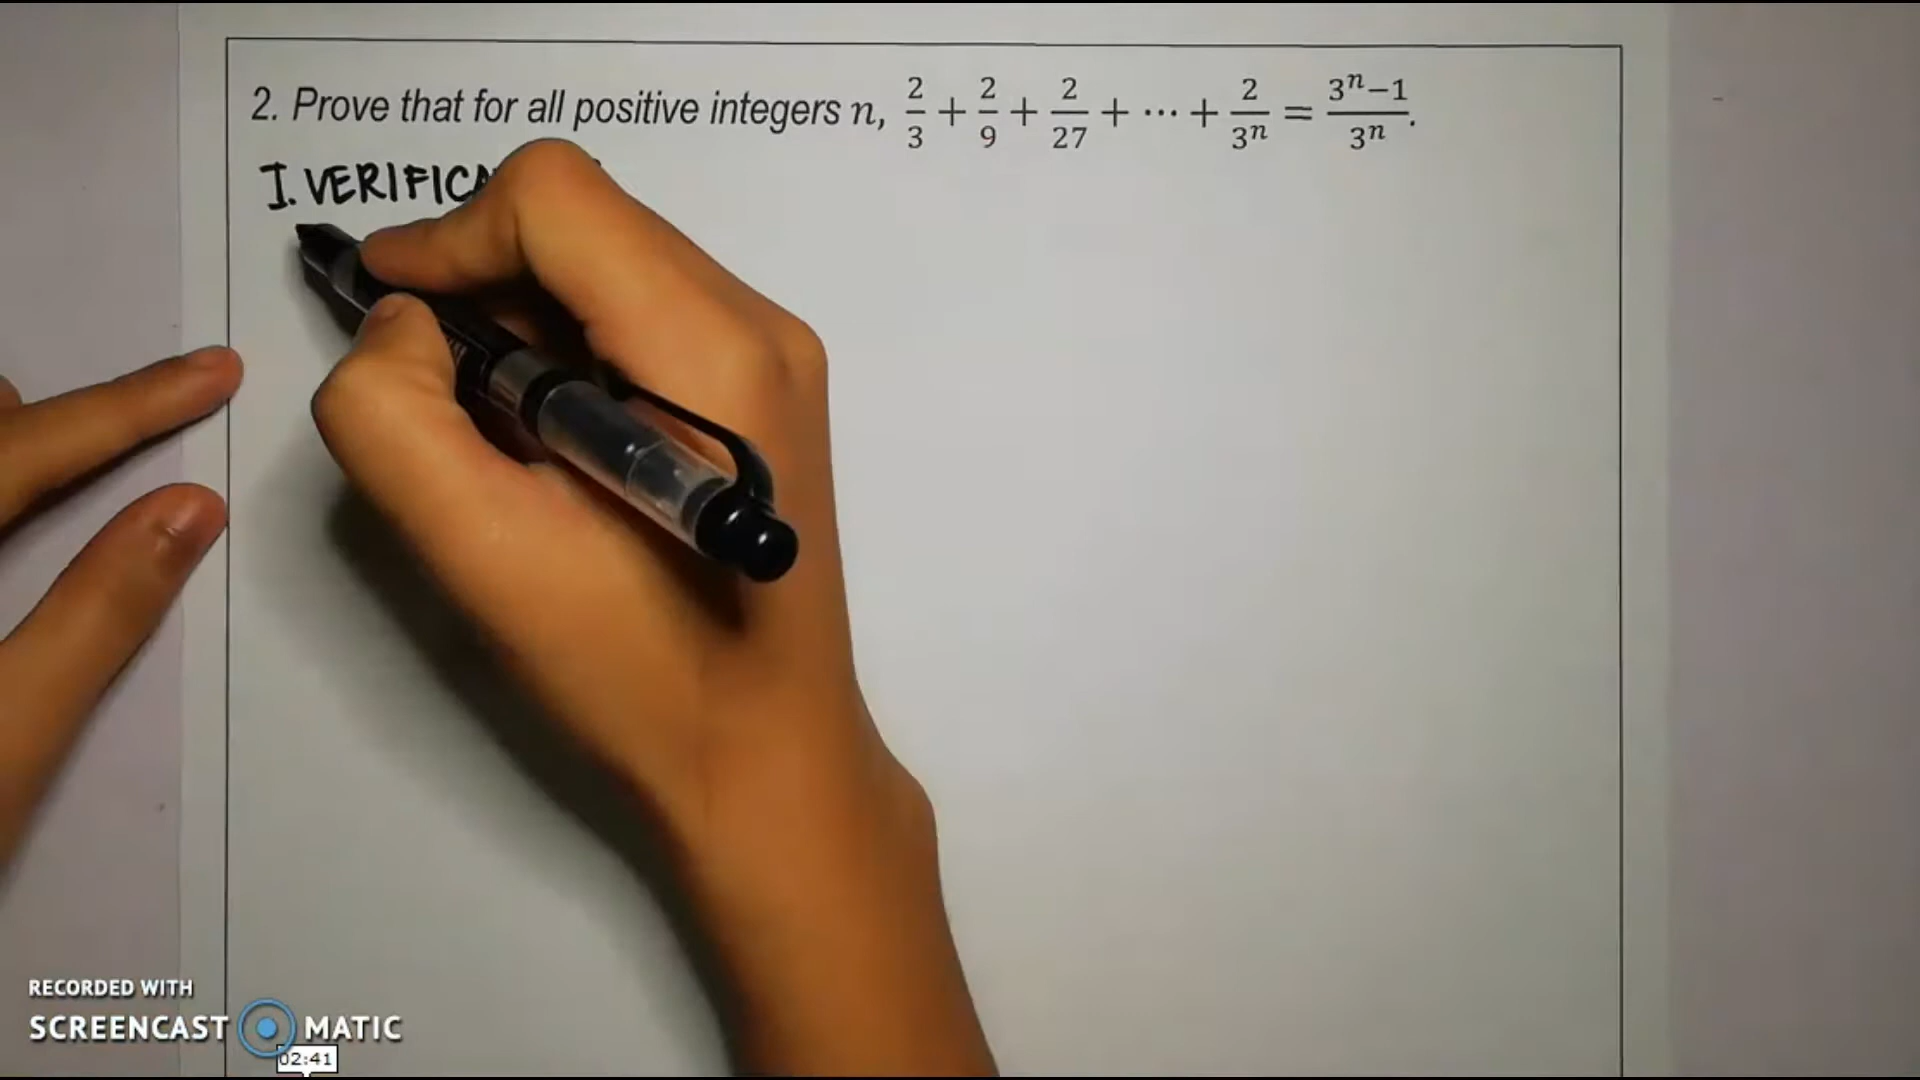 2. Prove that for all positive integers n, 2/3 + 2/9 + 2/27 + ⋯ + 2/3ⁿ = 3ⁿ−1/3ⁿ.
I. VERIFICA
RECORDED WITH
SCREENCAST MATIC
02:41